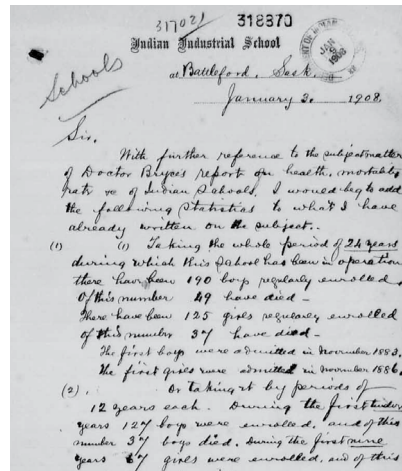 317021
318370
Indian Industrial School
Schools
at Battleford, Sask.
JAN 9 1908
January 3. 1908.
Sir.
With further reference to the subject matter
of Doctor Bryce's report on health, mortality
rate of Indian Schools, I would beg to add
the following statistics to what I have
already written on the subject.
(1) (1) Taking the whole period of 24 years
during which this School has been in operation
there have been 190 boys regularly enrolled,
Of this number 49 have died -
There have been 125 girls regularly enrolled
of this number 37 have died -
The first boys were admitted in November 1883.
The first girls were admitted in November 1886.
(2). Or taking it by periods of
12 years each. During the first
years 127 boys were enrolled, and of this
number 37 boys died. During the first nine
years 67 girls were enrolled, and of this